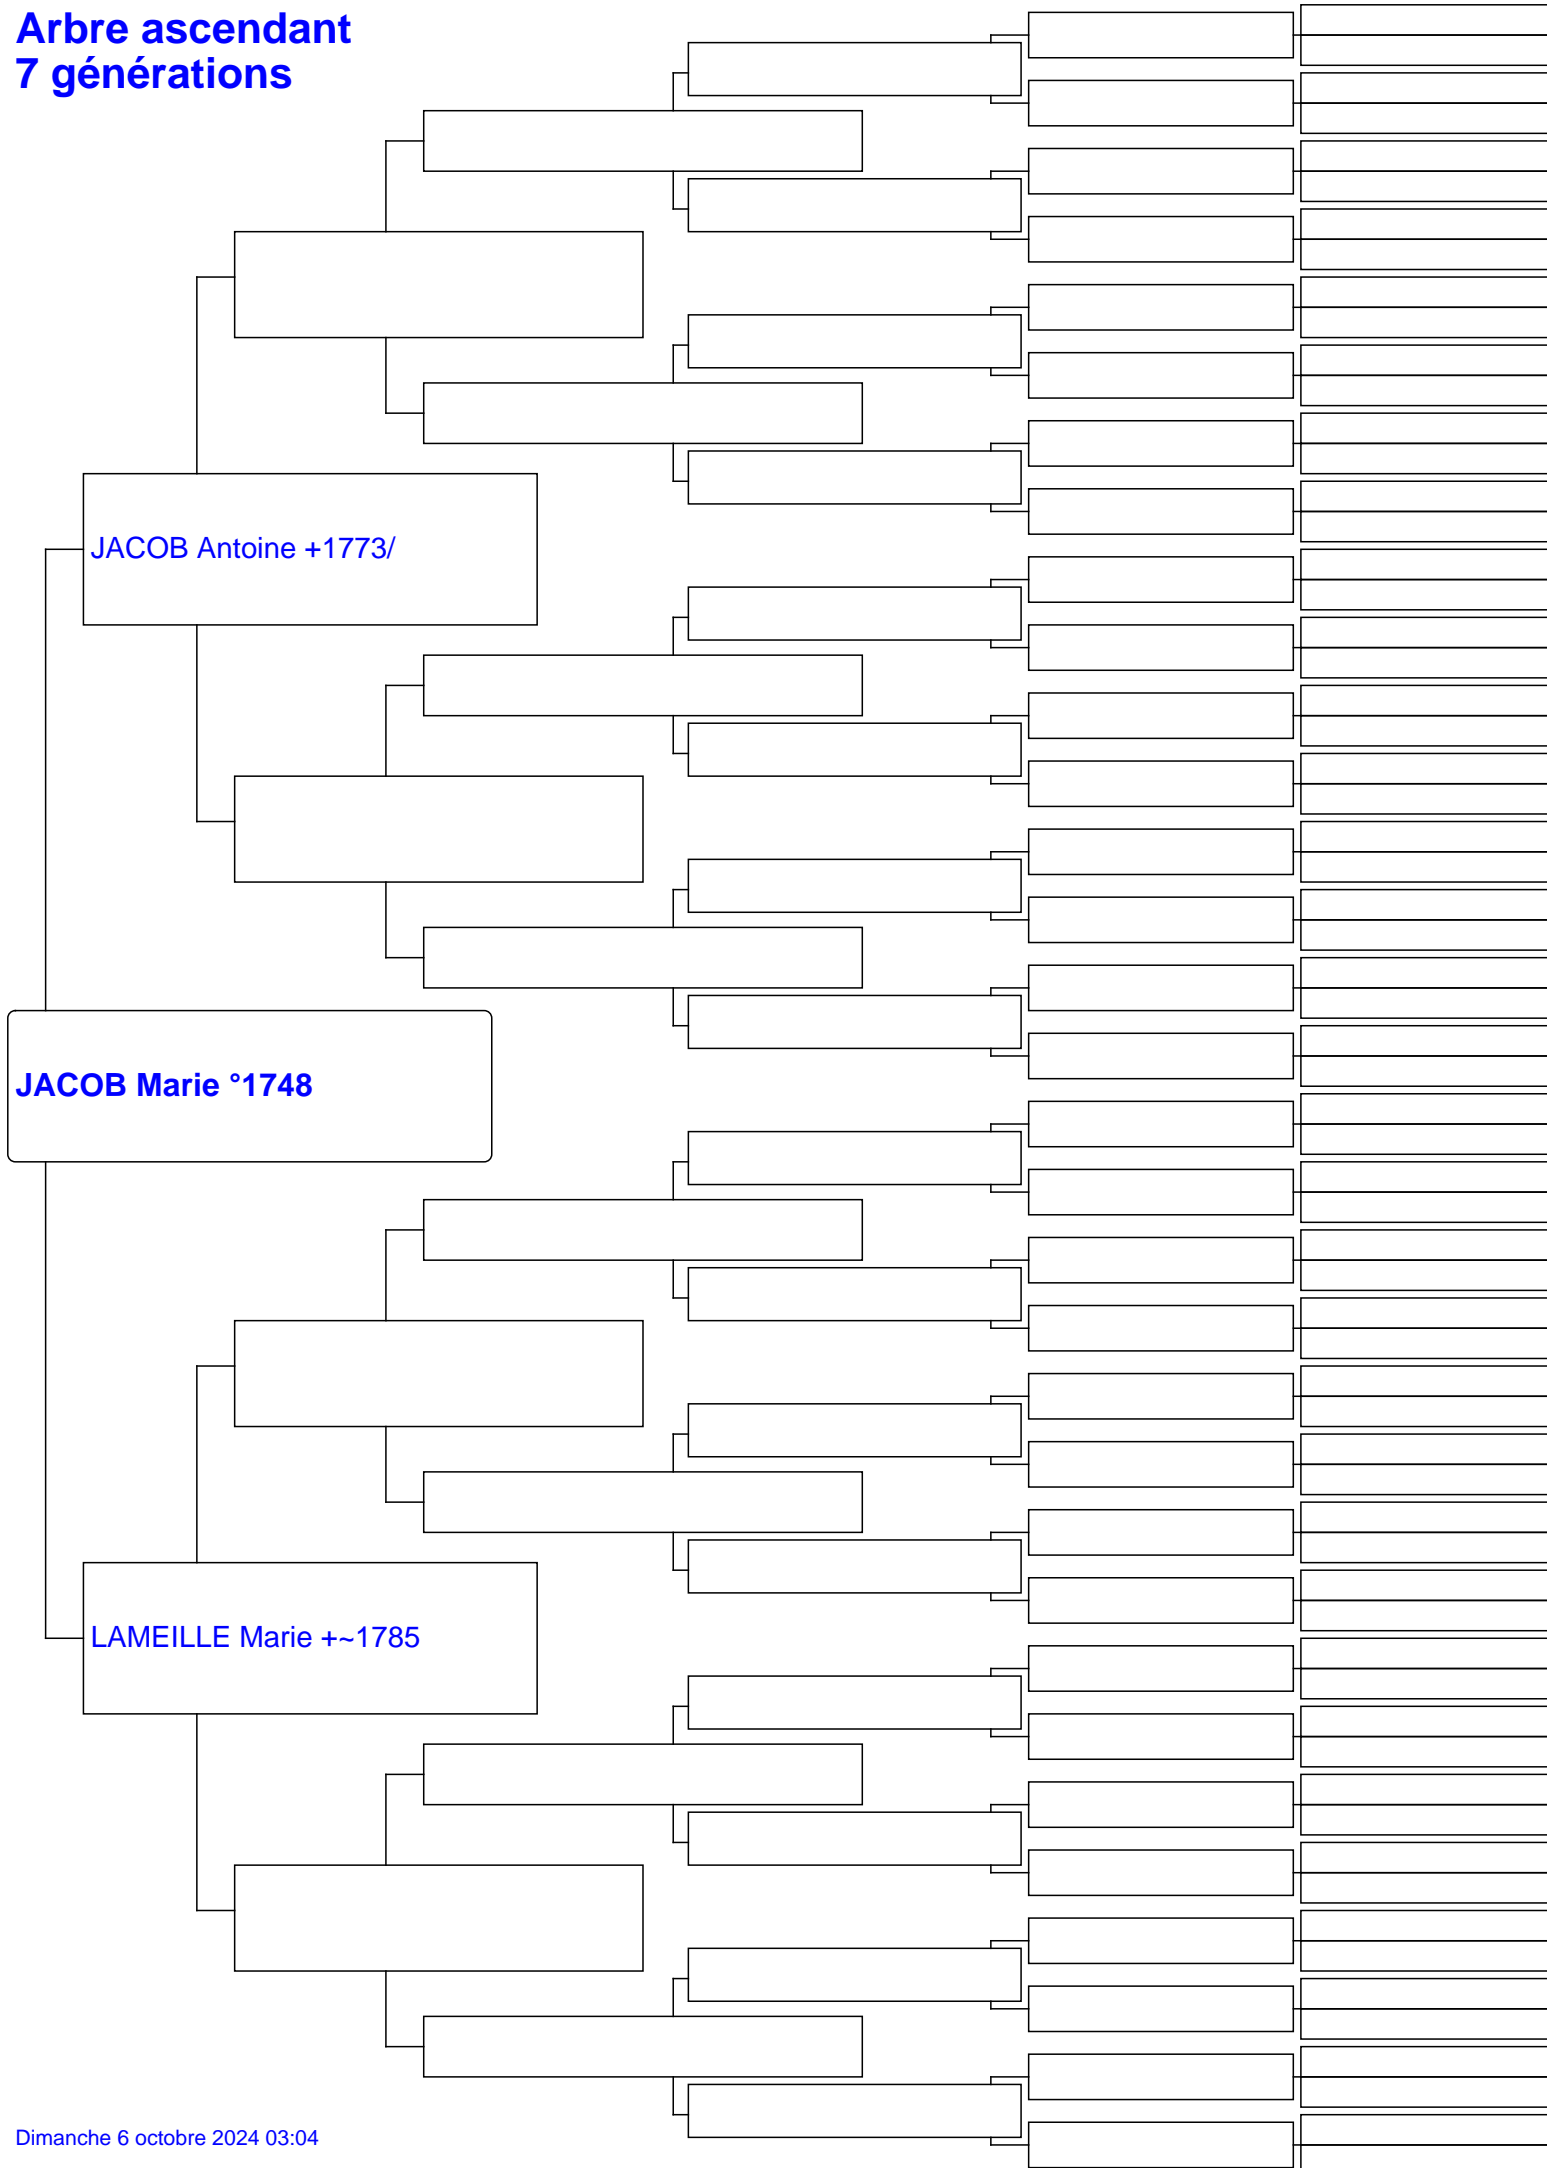 Arbre ascendant
7 générations
JACOB Antoine +1773/
JACOB Marie °1748
LAMEILLE Marie +~1785
Dimanche 6 octobre 2024 03:04